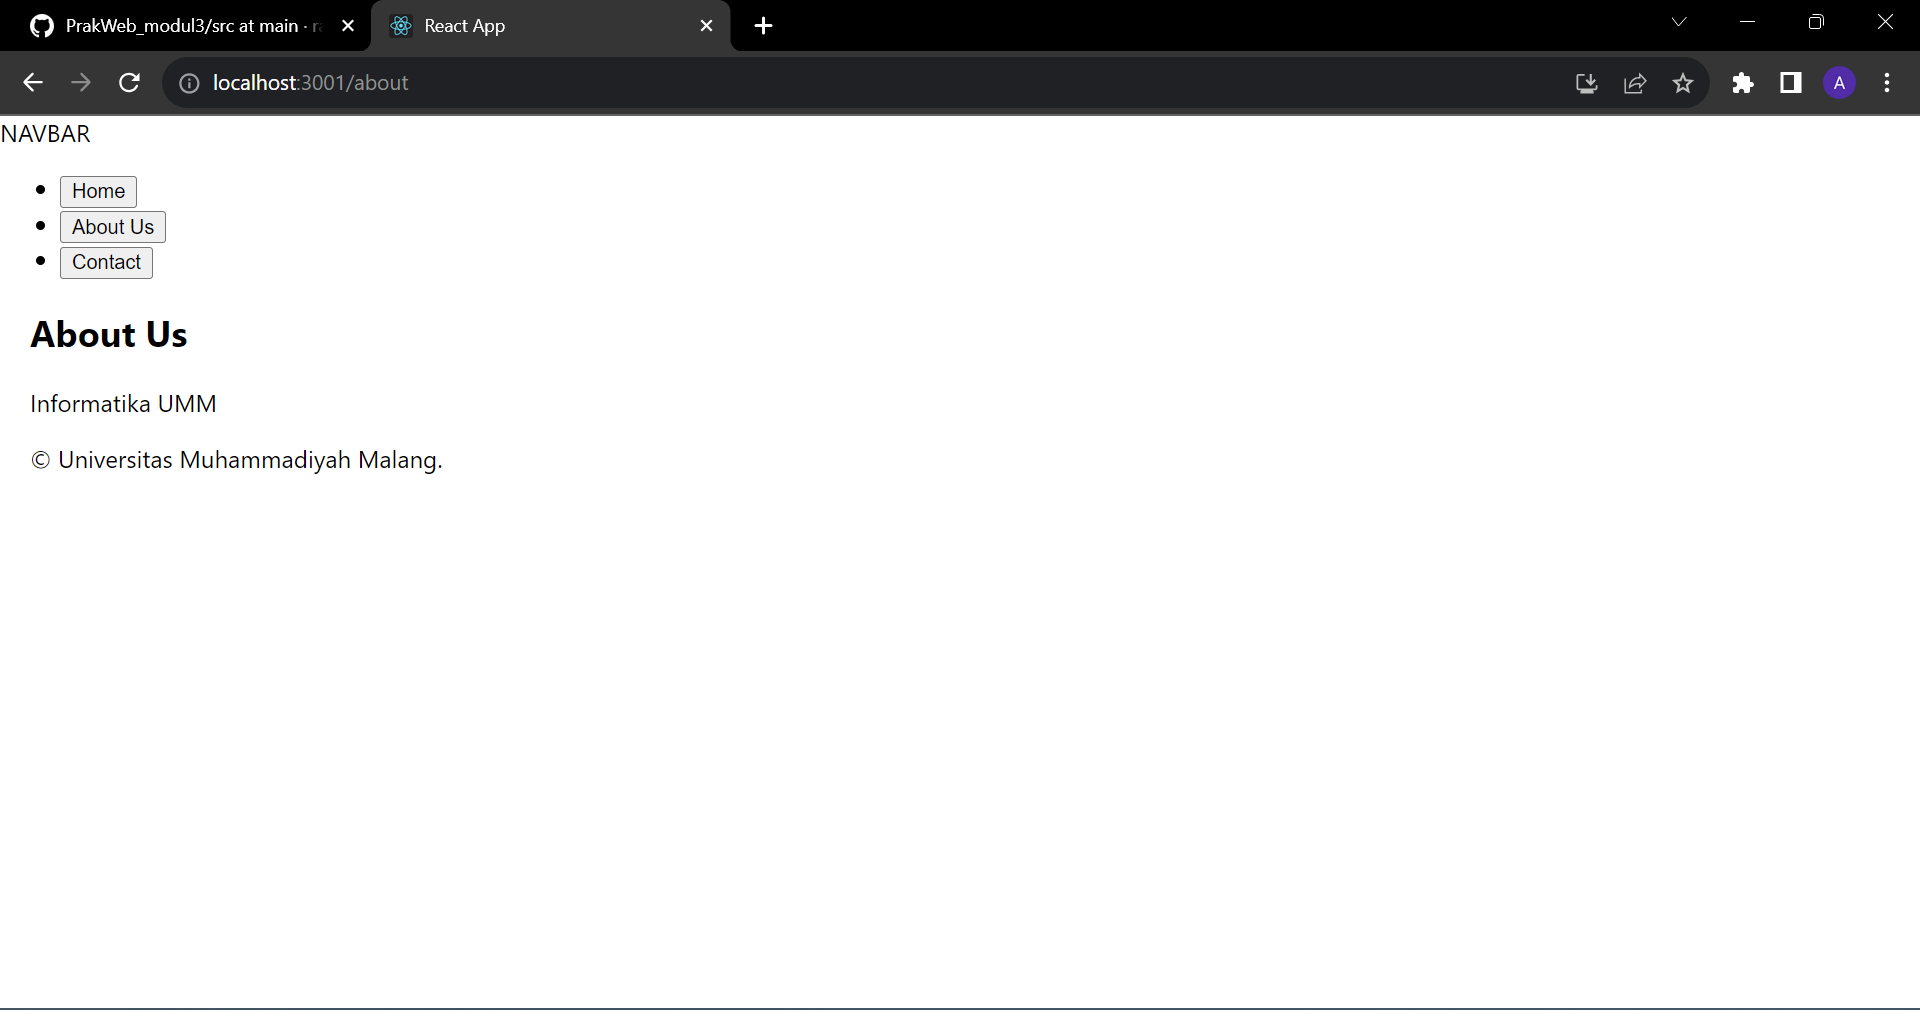 PrakWeb_modul3/src at main · ra
React App
localhost:3001/about
A
NAVBAR
Home
About Us
Contact
About Us
Informatika UMM
© Universitas Muhammadiyah Malang.